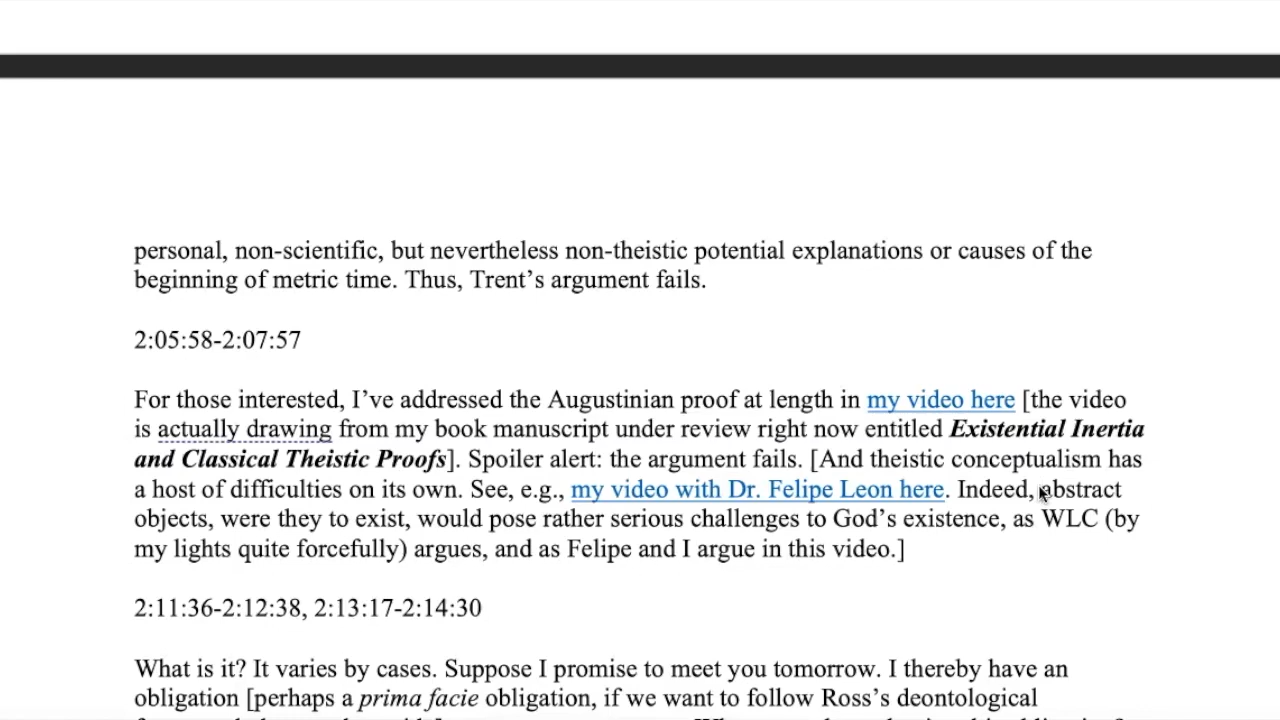 personal, non-scientific, but nevertheless non-theistic potential explanations or causes of the
beginning of metric time. Thus, Trent’s argument fails.
2:05:58-2:07:57
For those interested, I’ve addressed the Augustinian proof at length in my video here [the video
is actually drawing from my book manuscript under review right now entitled Existential Inertia
and Classical Theistic Proofs]. Spoiler alert: the argument fails. [And theistic conceptualism has
a host of difficulties on its own. See, e.g., my video with Dr. Felipe Leon here. Indeed, abstract
objects, were they to exist, would pose rather serious challenges to God’s existence, as WLC (by
my lights quite forcefully) argues, and as Felipe and I argue in this video.]
2:11:36-2:12:38, 2:13:17-2:14:30
What is it? It varies by cases. Suppose I promise to meet you tomorrow. I thereby have an
obligation [perhaps a prima facie obligation, if we want to follow Ross’s deontological